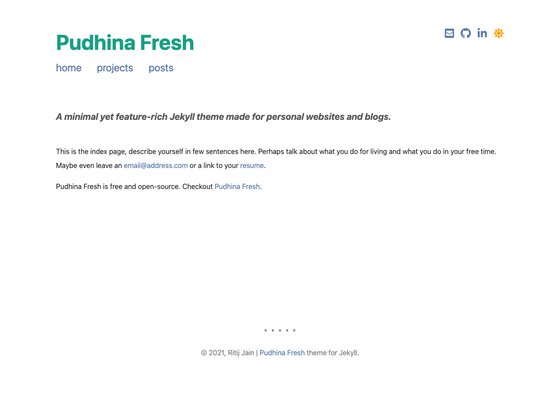 Pudhina Fresh
home projects posts
A minimal yet feature-rich Jekyll theme made for personal websites and blogs.
This is the index page, describe yourself in few sentences here. Perhaps talk about what you do for living and what you do in your free time.
Maybe even leave an email@address.com or a link to your resume.
Pudhina Fresh is free and open-source. Checkout Pudhina Fresh.
© 2021, Ritij Jain | Pudhina Fresh theme for Jekyll.